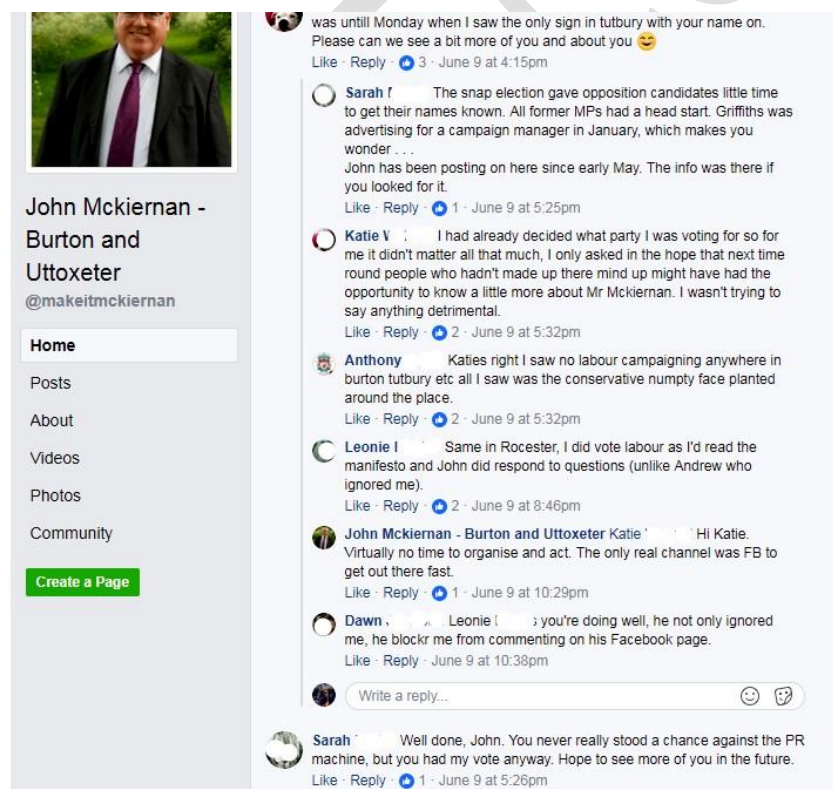 John Mckiernan -
Burton and
Uttoxeter
@makeitmckiernan
Home
Posts
About
Videos
Photos
Community
Create a Page
was untill Monday when I saw the only sign in tutbury with your name on.
Please can we see a bit more of you and about you
Like · Reply · 3 · June 9 at 4:15pm
Sarah The snap election gave opposition candidates little time
to get their names known. All former MPs had a head start. Griffiths was
advertising for a campaign manager in January, which makes you
wonder . . .
John has been posting on here since early May. The info was there if
you looked for it.
Like · Reply · 1 · June 9 at 5:25pm
Katie I had already decided what party I was voting for so for
me it didn't matter all that much, I only asked in the hope that next time
round people who hadn't made up there mind up might have had the
opportunity to know a little more about Mr Mckiernan. I wasn't trying to
say anything detrimental.
Like · Reply · 2 · June 9 at 5:32pm
Anthony Katies right I saw no labour campaigning anywhere in
burton tutbury etc all I saw was the conservative numpty face planted
around the place.
Like · Reply · 2 · June 9 at 5:32pm
Leonie Same in Rocester, I did vote labour as I'd read the
manifesto and John did respond to questions (unlike Andrew who
ignored me).
Like · Reply · 2 · June 9 at 8:46pm
John Mckiernan - Burton and Uttoxeter Katie Hi Katie.
Virtually no time to organise and act. The only real channel was FB to
get out there fast.
Like · Reply · 1 · June 9 at 10:29pm
Dawn Leonie you're doing well, he not only ignored
me, he blockr me from commenting on his Facebook page.
Like · Reply · June 9 at 10:38pm
Write a reply...
Sarah Well done, John. You never really stood a chance against the PR
machine, but you had my vote anyway. Hope to see more of you in the future.
Like · Reply · 1 · June 9 at 5:26pm